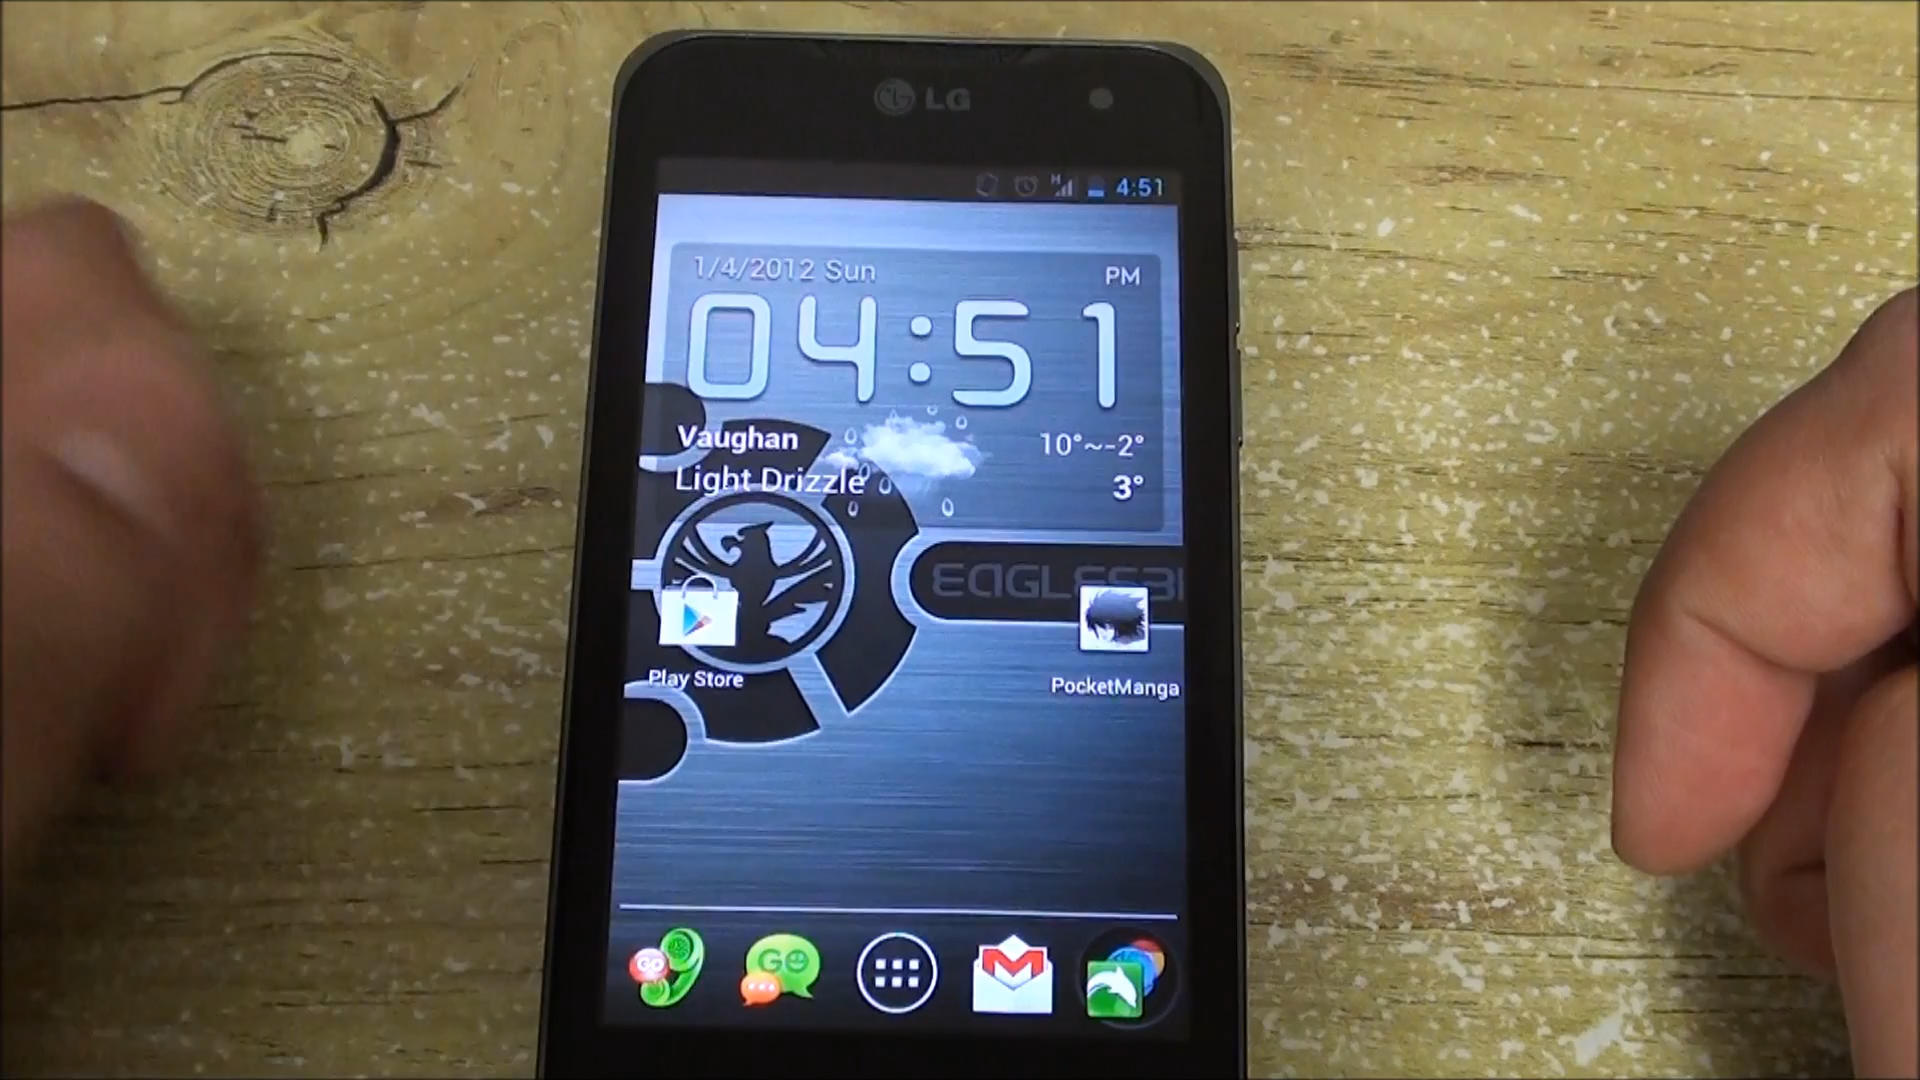 LG
H 4:51
1/4/2012 Sun PM
04:51
Vaughan 10°~-2°
Light Drizzle 3°
Play Store
PocketManga
GO GO